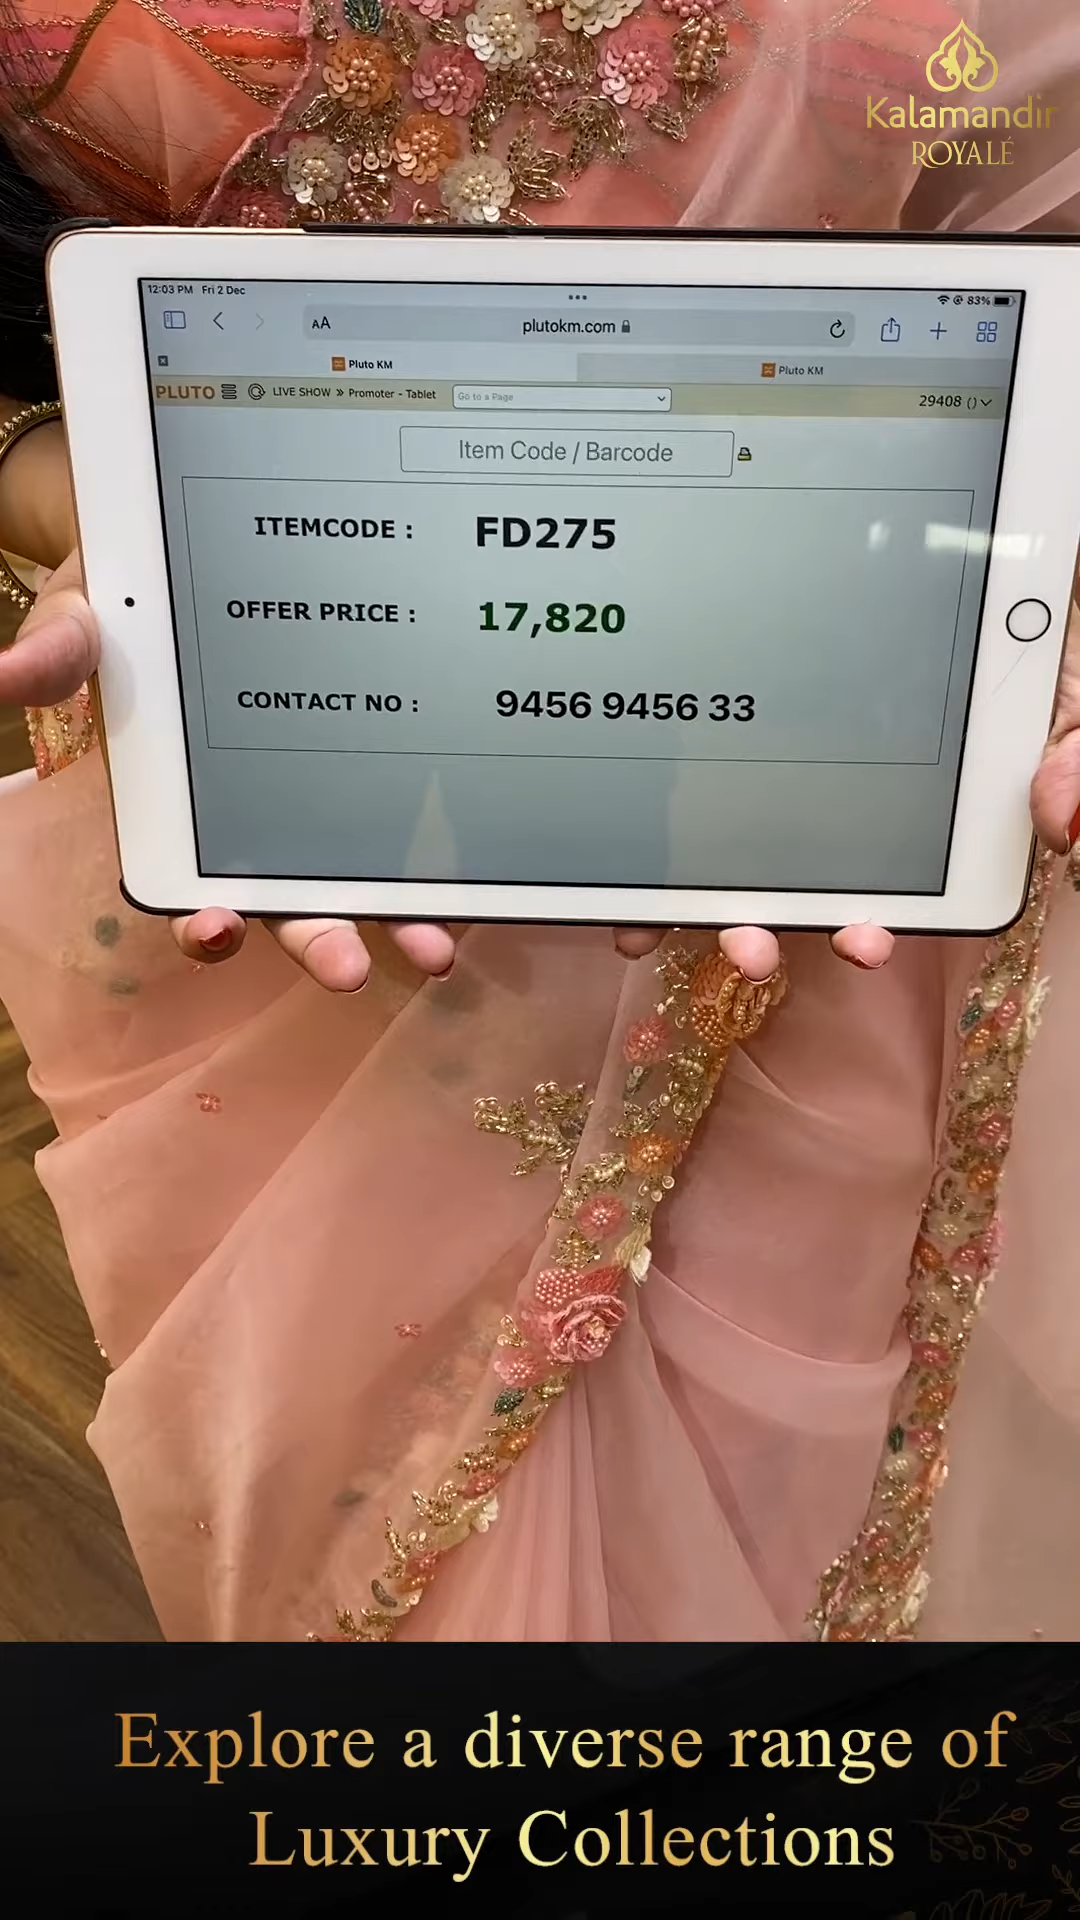 Kalamandir
ROYALÉ
12:03 PM Fri 2 Dec
83%
AA
plutokm.com
Pluto KM
Pluto KM
PLUTO
LIVE SHOW » Promoter - Tablet
Go to a Page
29408 ()
Item Code / Barcode
ITEMCODE : FD275
OFFER PRICE : 17,820
CONTACT NO : 9456 9456 33
Explore a diverse range of
Luxury Collections